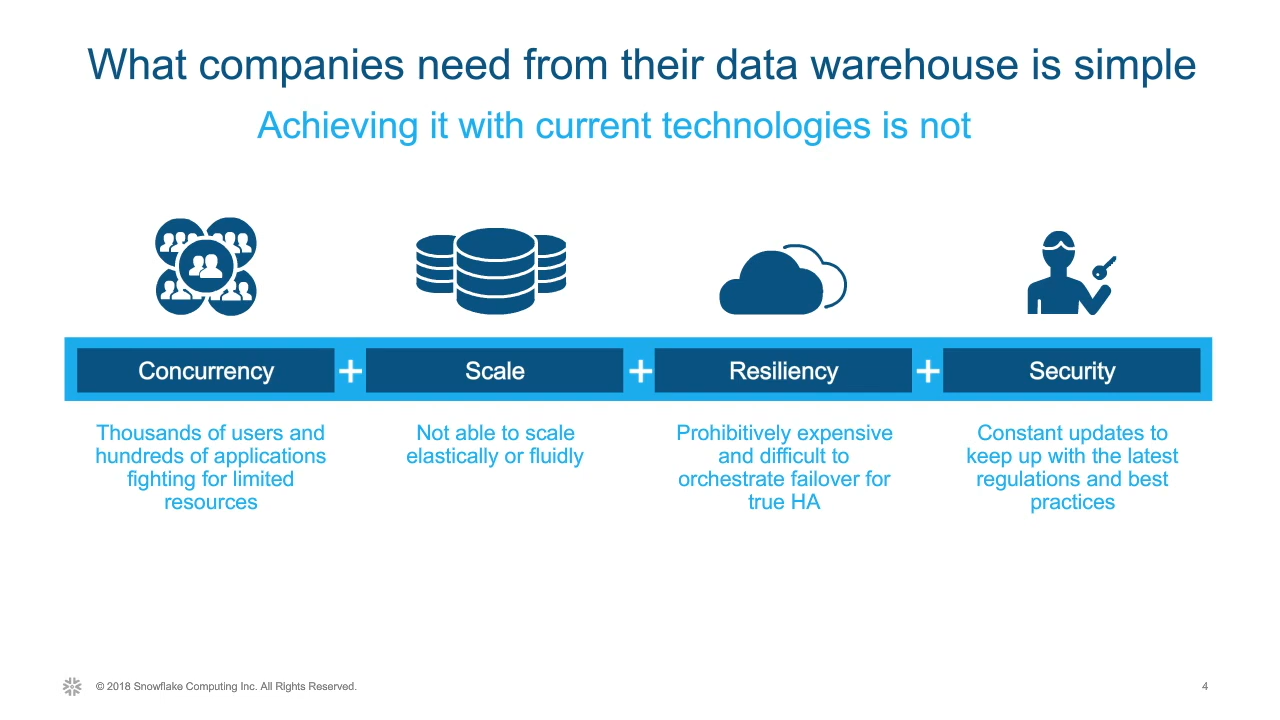 What companies need from their data warehouse is simple
Achieving it with current technologies is not
Concurrency + Scale + Resiliency + Security
Thousands of users and
hundreds of applications
fighting for limited
resources
Not able to scale
elastically or fluidly
Prohibitively expensive
and difficult to
orchestrate failover for
true HA
Constant updates to
keep up with the latest
regulations and best
practices
© 2018 Snowflake Computing Inc. All Rights Reserved.
4